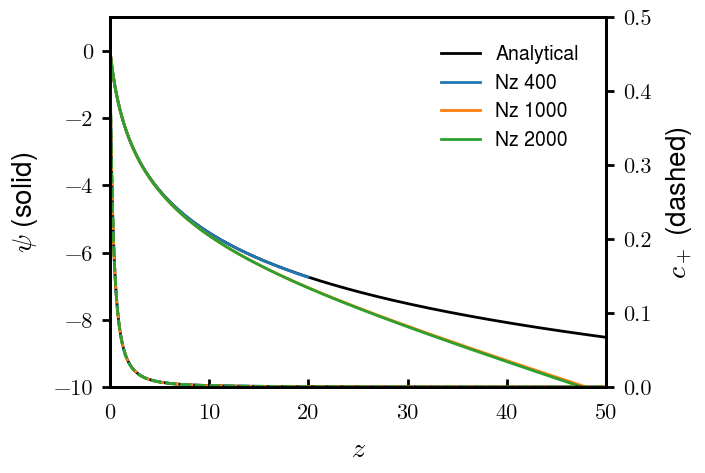 Analytical
Nz 400
Nz 1000
Nz 2000
ψ (solid)
0
−2
−4
−6
−8
−10
0.5
0.4
0.3
0.2
0.1
0.0
c₊ (dashed)
0 10 20 30 40 50
z